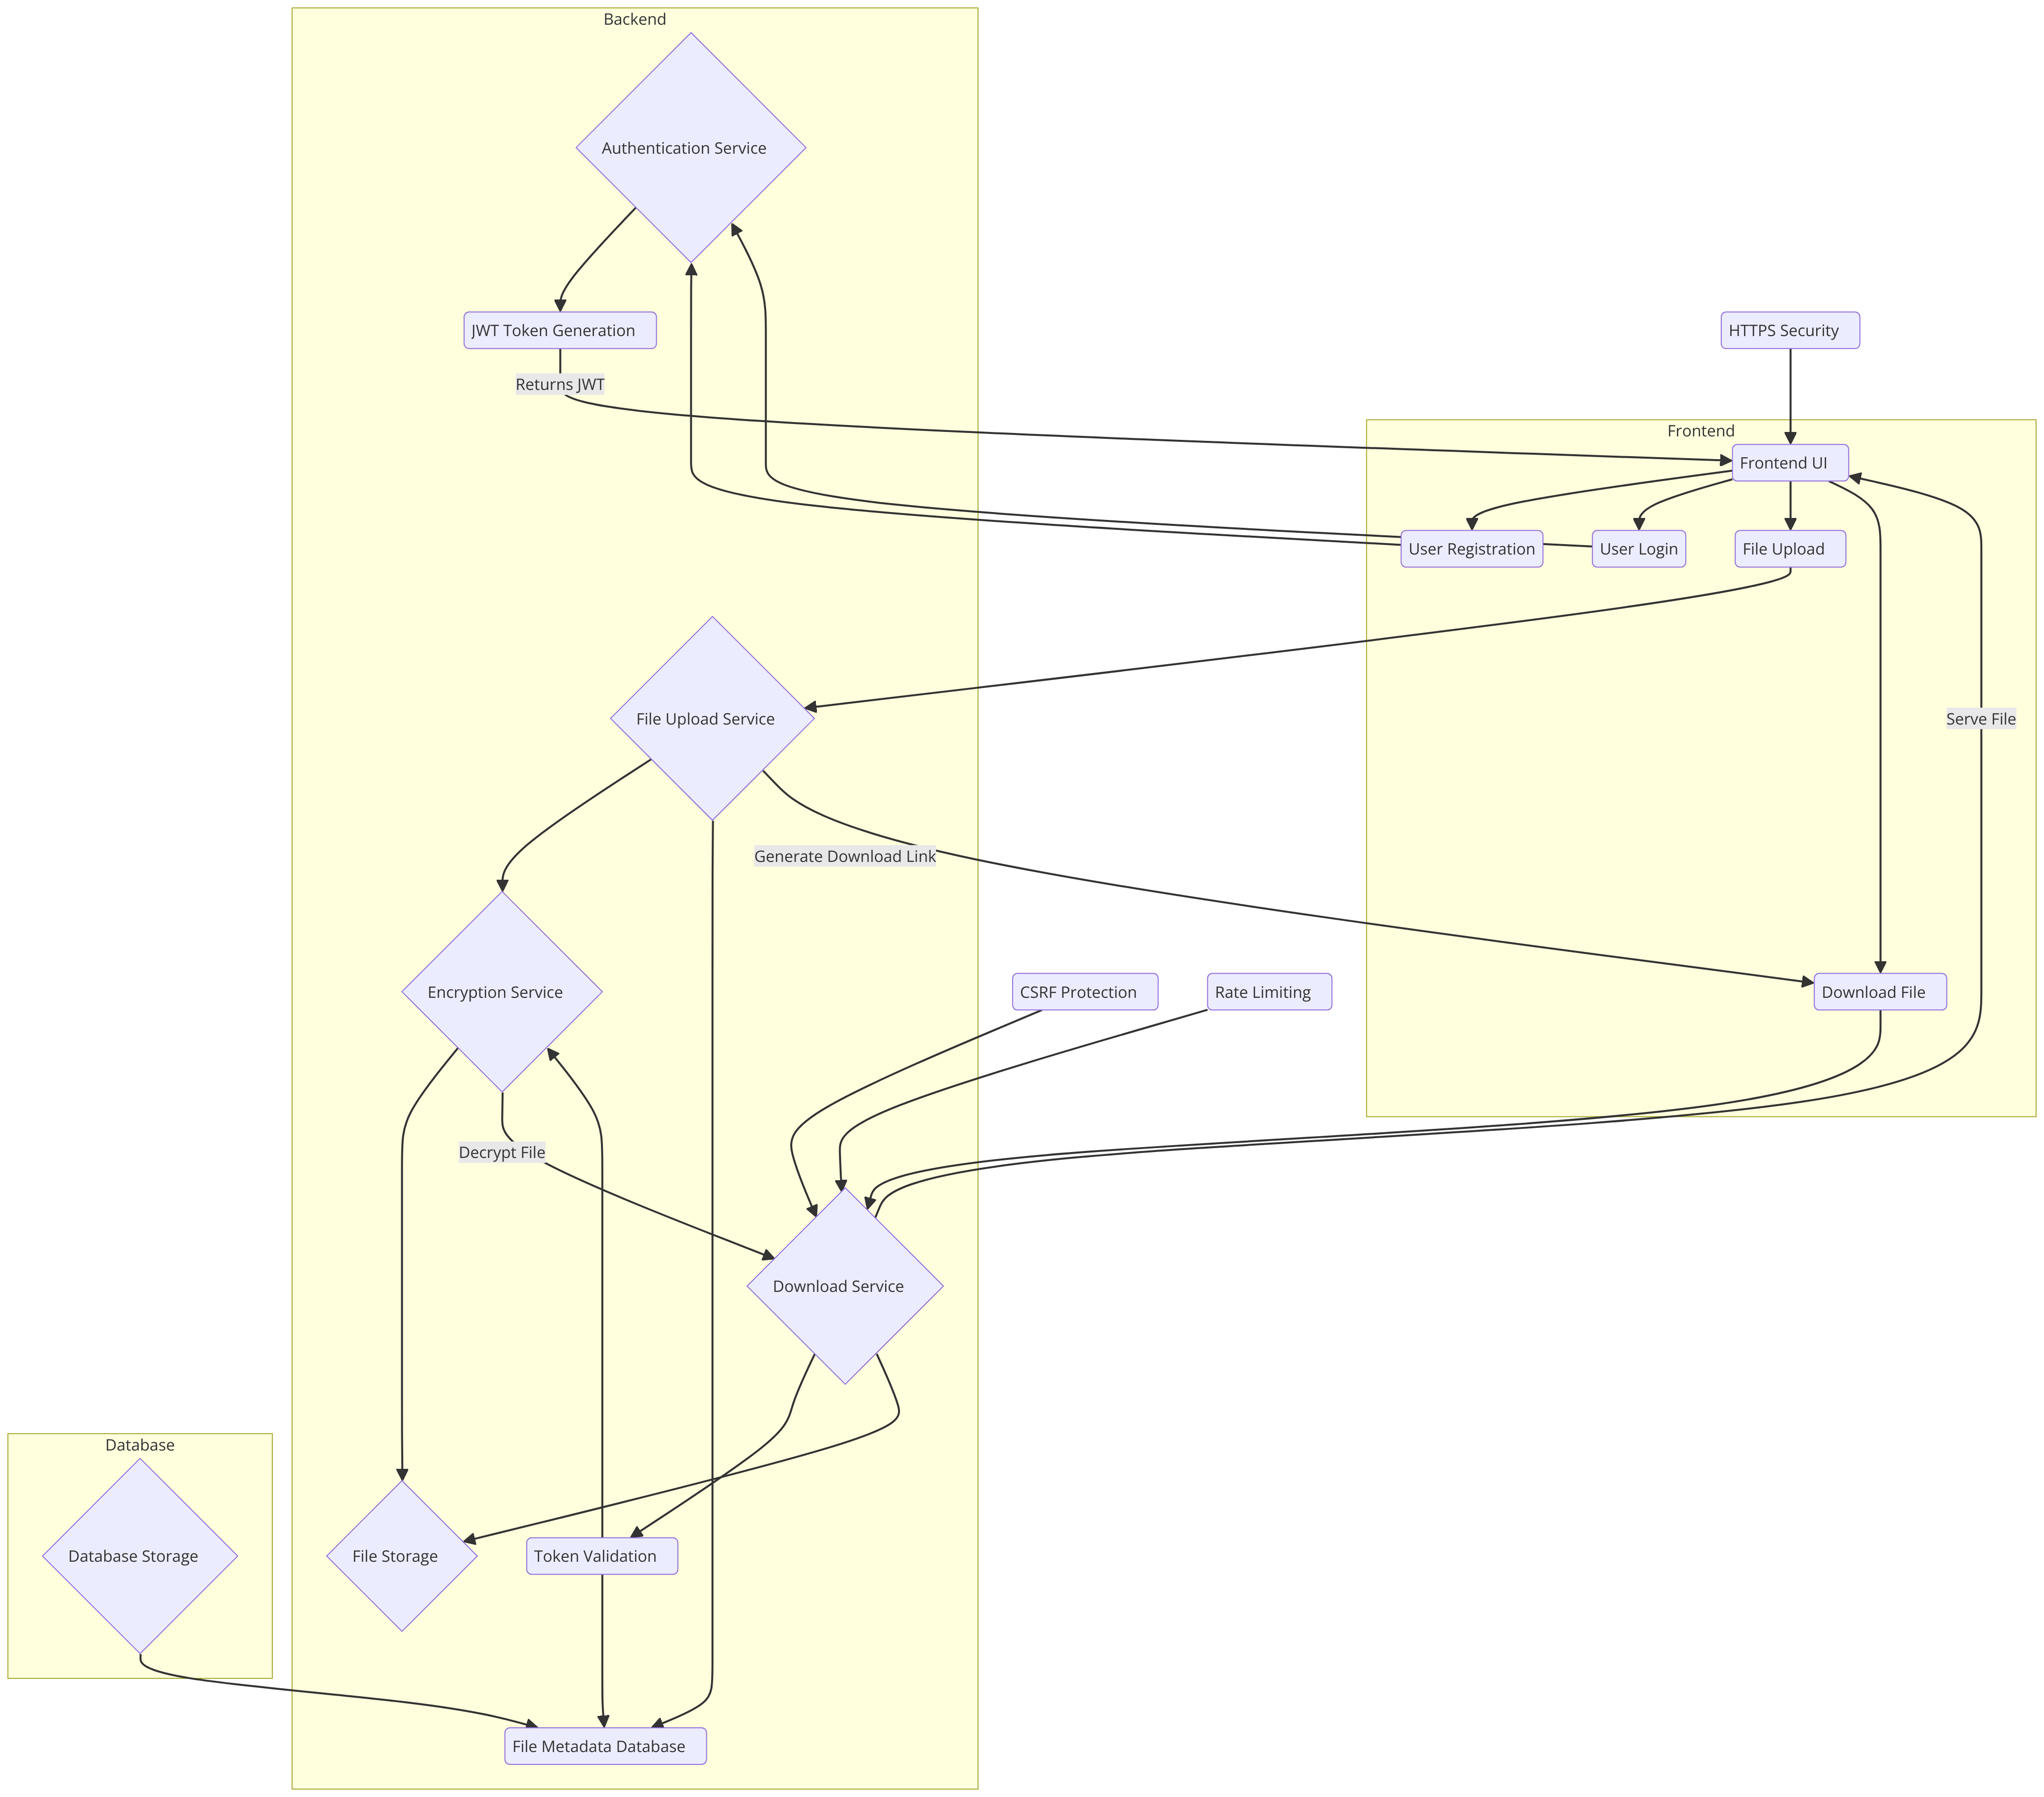 Backend
Authentication Service
JWT Token Generation
HTTPS Security
Returns JWT
Frontend
Frontend UI
User Registration
User Login
File Upload
File Upload Service
Serve File
Generate Download Link
Encryption Service
CSRF Protection
Rate Limiting
Download File
Decrypt File
Download Service
Database
Database Storage
File Storage
Token Validation
File Metadata Database